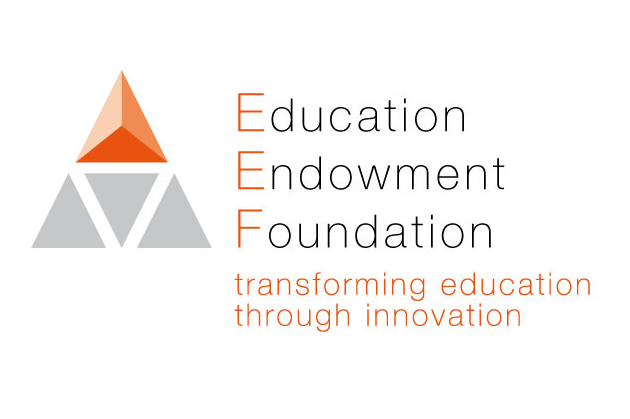 Education
Endowment
Foundation
transforming education
through innovation